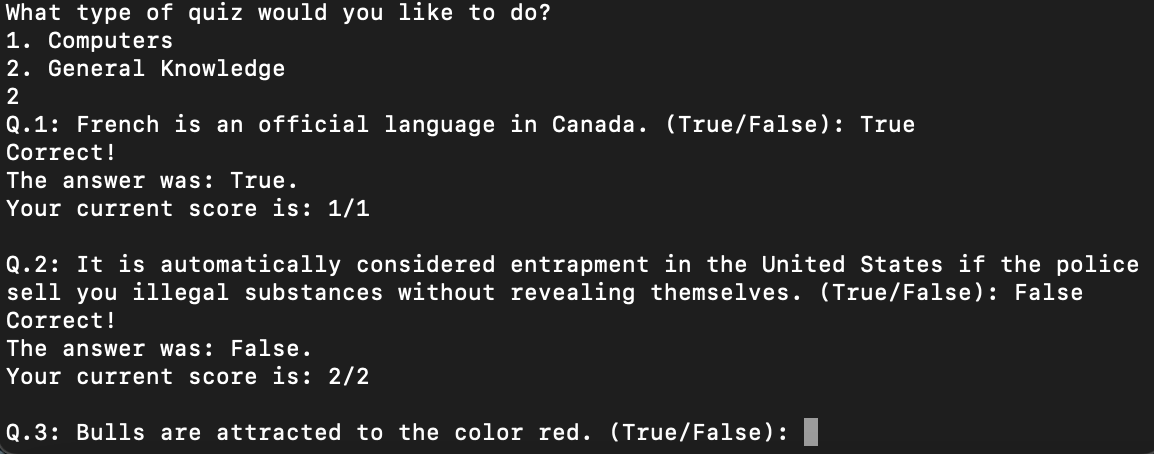 What type of quiz would you like to do?
1. Computers
2. General Knowledge
2
Q.1: French is an official language in Canada. (True/False): True
Correct!
The answer was: True.
Your current score is: 1/1
Q.2: It is automatically considered entrapment in the United States if the police
sell you illegal substances without revealing themselves. (True/False): False
Correct!
The answer was: False.
Your current score is: 2/2
Q.3: Bulls are attracted to the color red. (True/False):